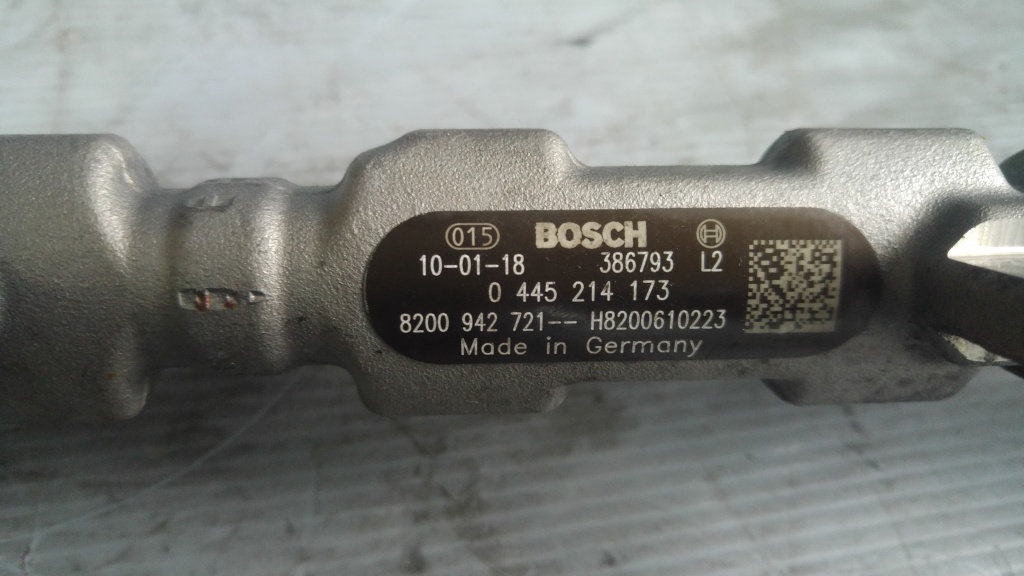 015 BOSCH
10-01-18 386793 L2
0 445 214 173
8200 942 721-- H8200610223
Made in Germany